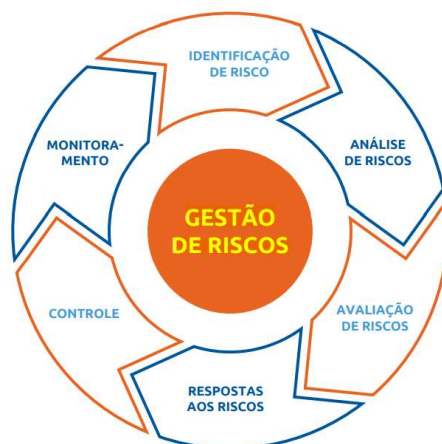 IDENTIFICAÇÃO
DE RISCO
ANÁLISE
DE RISCOS
AVALIAÇÃO
DE RISCOS
RESPOSTAS
AOS RISCOS
CONTROLE
MONITORA-
MENTO
GESTÃO
DE RISCOS